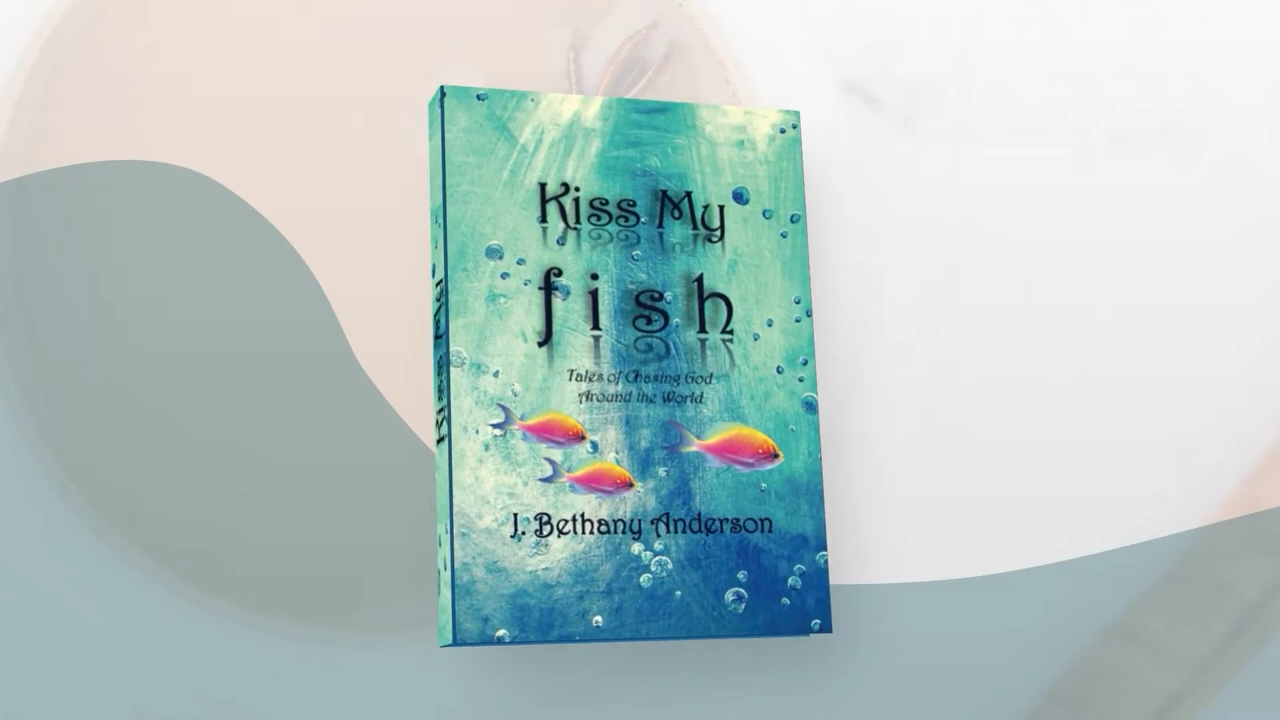 Kiss My
fish
Tales of Chasing God
Around the World
J. Bethany Anderson
Kiss My